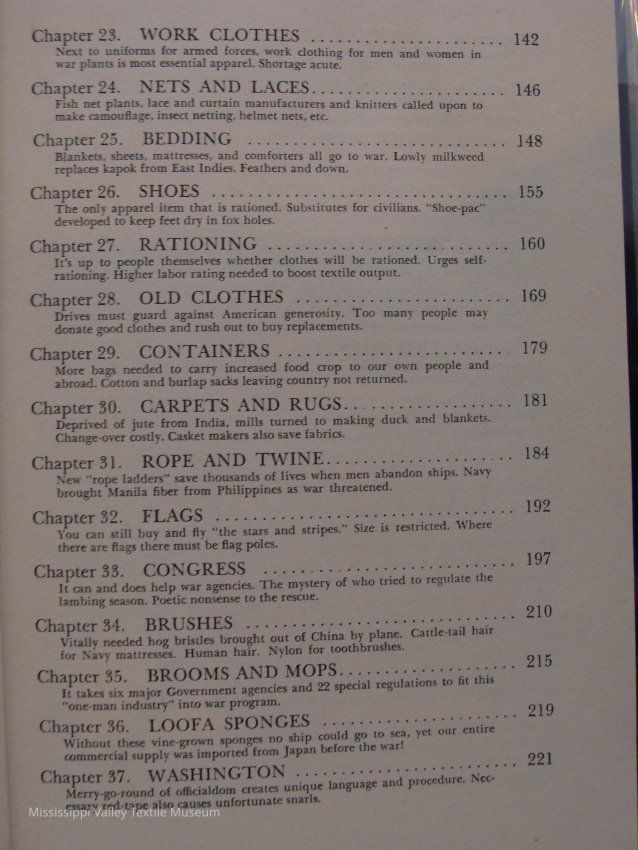 Chapter 23. WORK CLOTHES ..................... 142
Next to uniforms for armed forces, work clothing for men and women in
war plants is most essential apparel. Shortage acute.
Chapter 24. NETS AND LACES..................... 146
Fish net plants, lace and curtain manufacturers and knitters called upon to
make camouflage, insect netting, helmet nets, etc.
Chapter 25. BEDDING ........................... 148
Blankets, sheets, mattresses, and comforters all go to war. Lowly milkweed
replaces kapok from East Indies. Feathers and down.
Chapter 26. SHOES .............................. 155
The only apparel item that is rationed. Substitutes for civilians. "Shoe-pac"
developed to keep feet dry in fox holes.
Chapter 27. RATIONING ......................... 160
It's up to people themselves whether clothes will be rationed. Urges self-
rationing. Higher labor rating needed to boost textile output.
Chapter 28. OLD CLOTHES ...................... 169
Drives must guard against American generosity. Too many people may
donate good clothes and rush out to buy replacements.
Chapter 29. CONTAINERS ........................ 179
More bags needed to carry increased food crop to our own people and
abroad. Cotton and burlap sacks leaving country not returned.
Chapter 30. CARPETS AND RUGS.................. 181
Deprived of jute from India, mills turned to making duck and blankets.
Change-over costly. Casket makers also save fabrics.
Chapter 31. ROPE AND TWINE.................... 184
New "rope ladders" save thousands of lives when men abandon ships. Navy
brought Manila fiber from Philippines as war threatened.
Chapter 32. FLAGS .............................. 192
You can still buy and fly "the stars and stripes." Size is restricted. Where
there are flags there must be flag poles.
Chapter 33. CONGRESS .......................... 197
It can and does help war agencies. The mystery of who tried to regulate the
lambing season. Poetic nonsense to the rescue.
Chapter 34. BRUSHES ........................... 210
Vitally needed hog bristles brought out of China by plane. Cattle-tail hair
for Navy mattresses. Human hair. Nylon for toothbrushes.
Chapter 35. BROOMS AND MOPS................... 215
It takes six major Government agencies and 22 special regulations to fit this
"one-man industry" into war program.
Chapter 36. LOOFA SPONGES .................... 219
Without these vine-grown sponges no ship could go to sea, yet our entire
commercial supply was imported from Japan before the war!
Chapter 37. WASHINGTON ....................... 221
Merry-go-round of officialdom creates unique language and procedure. Nec-
essary red-tape also causes unfortunate snarls.
Mississippi Valley Textile Museum